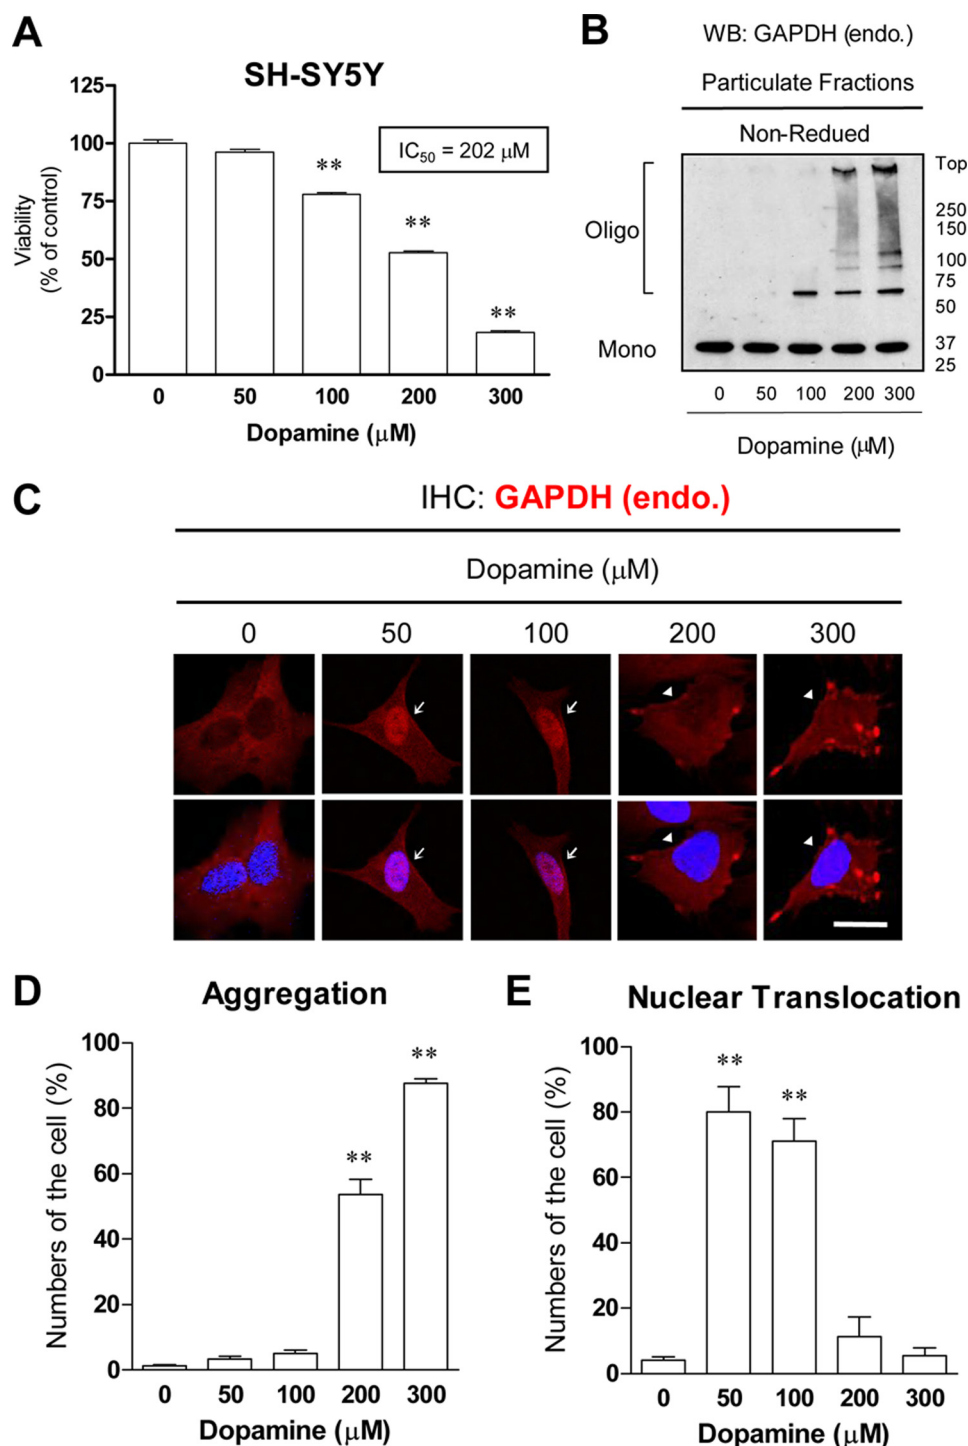 A
SH-SY5Y
125
100
75
50
25
0
Viability
(% of control)
IC50 = 202 μM
**
**
**
0 50 100 200 300
Dopamine (μM)
B
WB: GAPDH (endo.)
Particulate Fractions
Non-Redued
Oligo
Mono
Top
250
150
100
75
50
37
25
0 50 100 200 300
Dopamine (μM)
C
IHC: GAPDH (endo.)
Dopamine (μM)
0 50 100 200 300
D
Aggregation
100
80
60
40
20
0
Numbers of the cell (%)
**
**
0 50 100 200 300
Dopamine (μM)
E
Nuclear Translocation
100
80
60
40
20
0
Numbers of the cell (%)
**
**
0 50 100 200 300
Dopamine (μM)